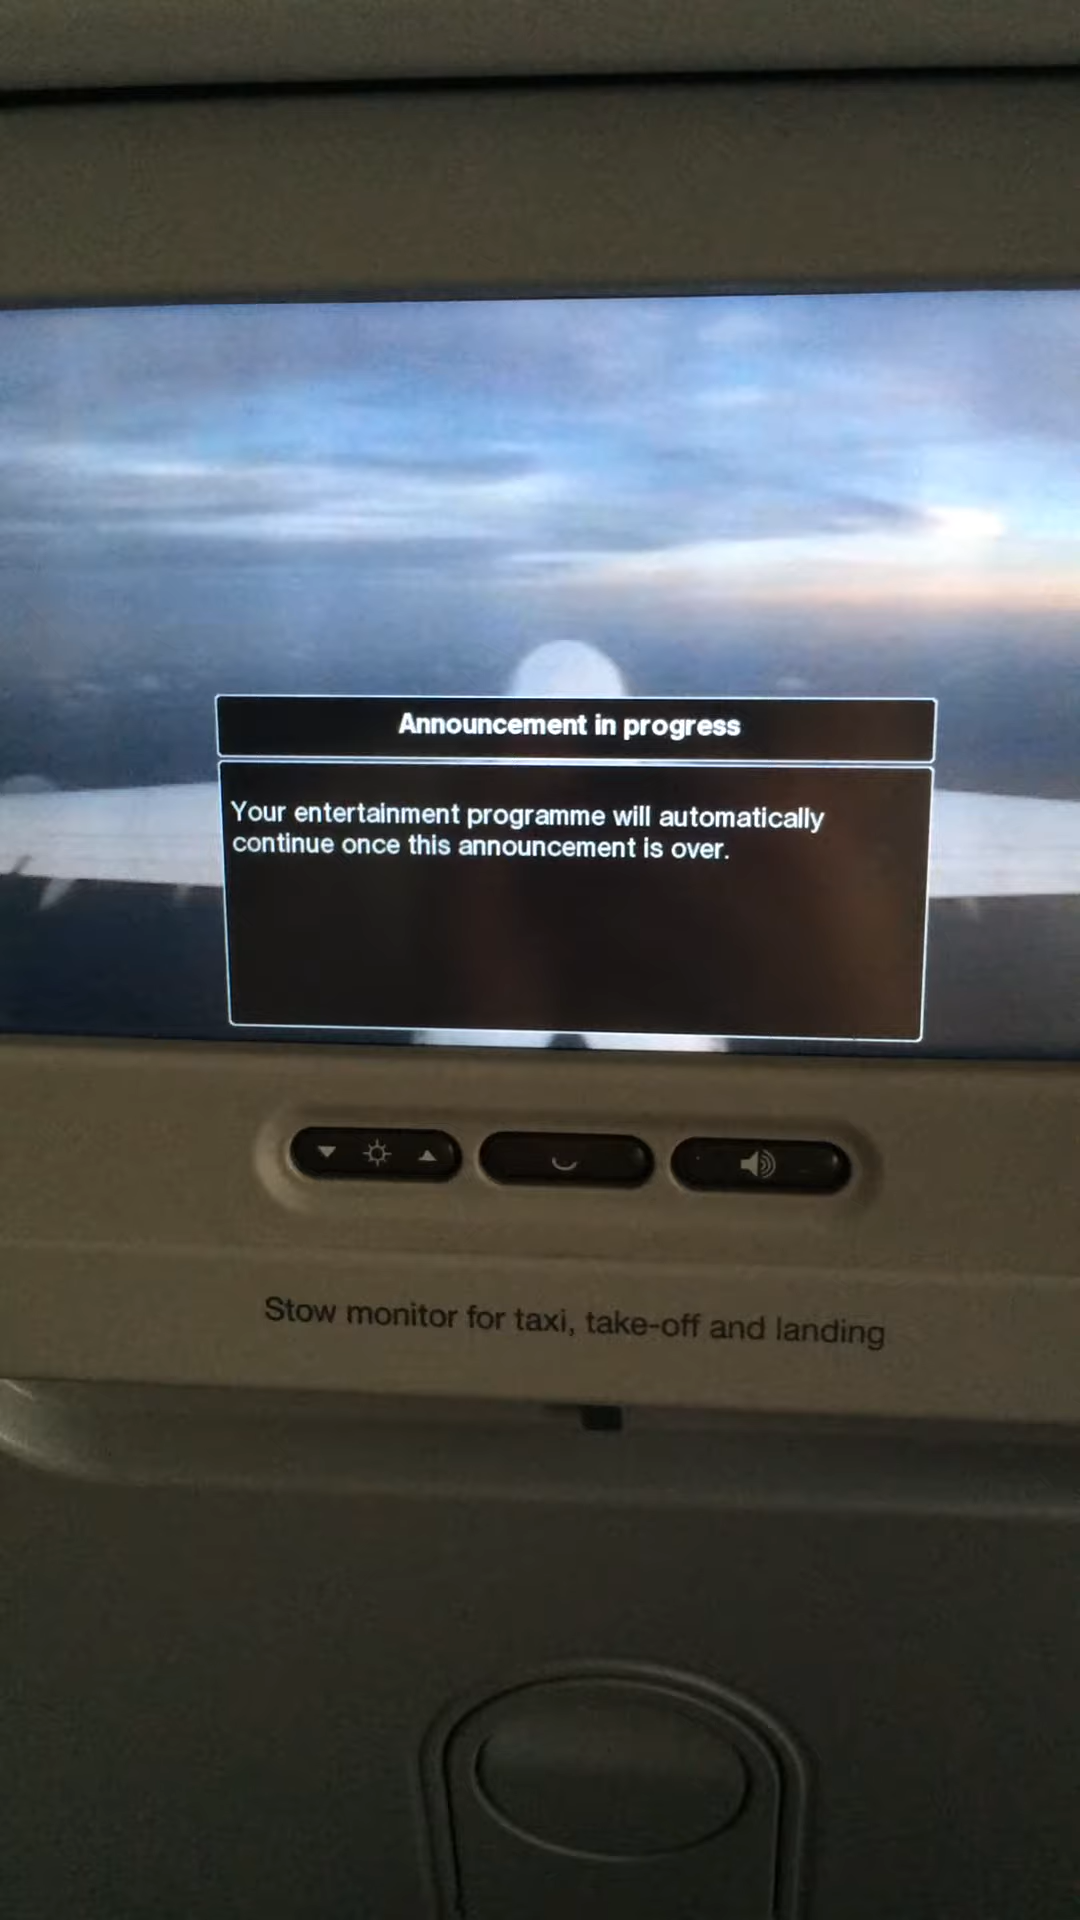 Announcement in progress
Your entertainment programme will automatically
continue once this announcement is over.
Stow monitor for taxi, take-off and landing